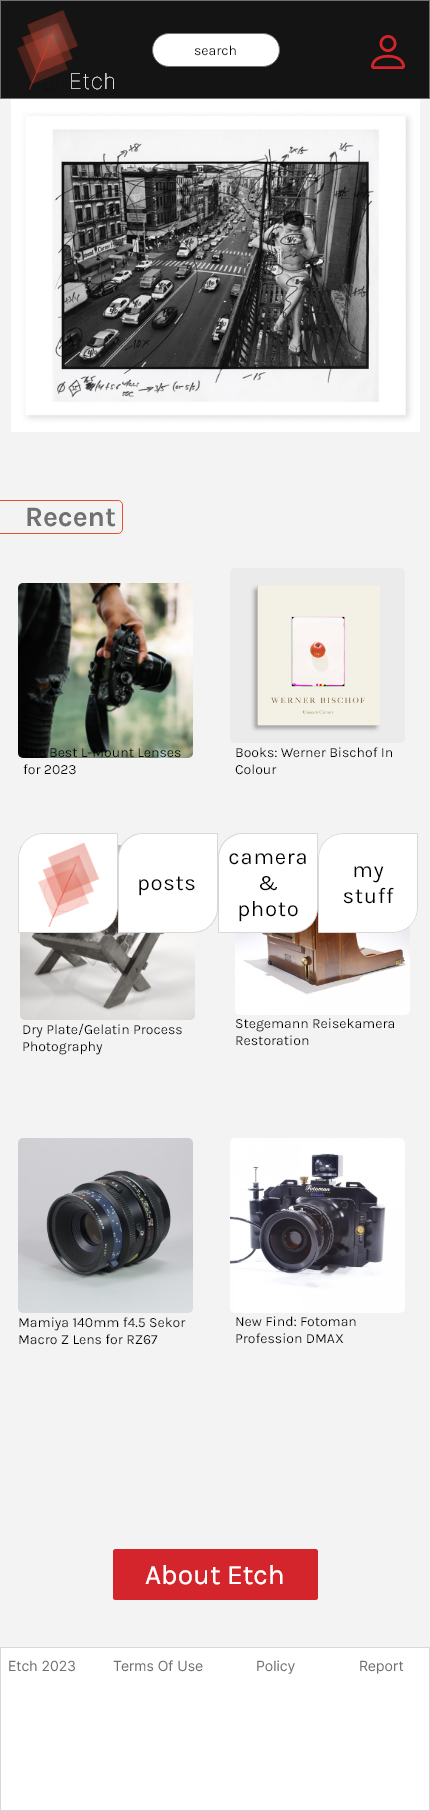 Etch
search
Recent
The Best L-Mount Lenses
for 2023
WERNER BISCHOF
Books: Werner Bischof In
Colour
posts
camera
&
photo
my
stuff
Dry Plate/Gelatin Process
Photography
Stegemann Reisekamera
Restoration
Fotoman
Mamiya 140mm f4.5 Sekor
Macro Z Lens for RZ67
New Find: Fotoman
Profession DMAX
About Etch
Etch 2023
Terms Of Use
Policy
Report